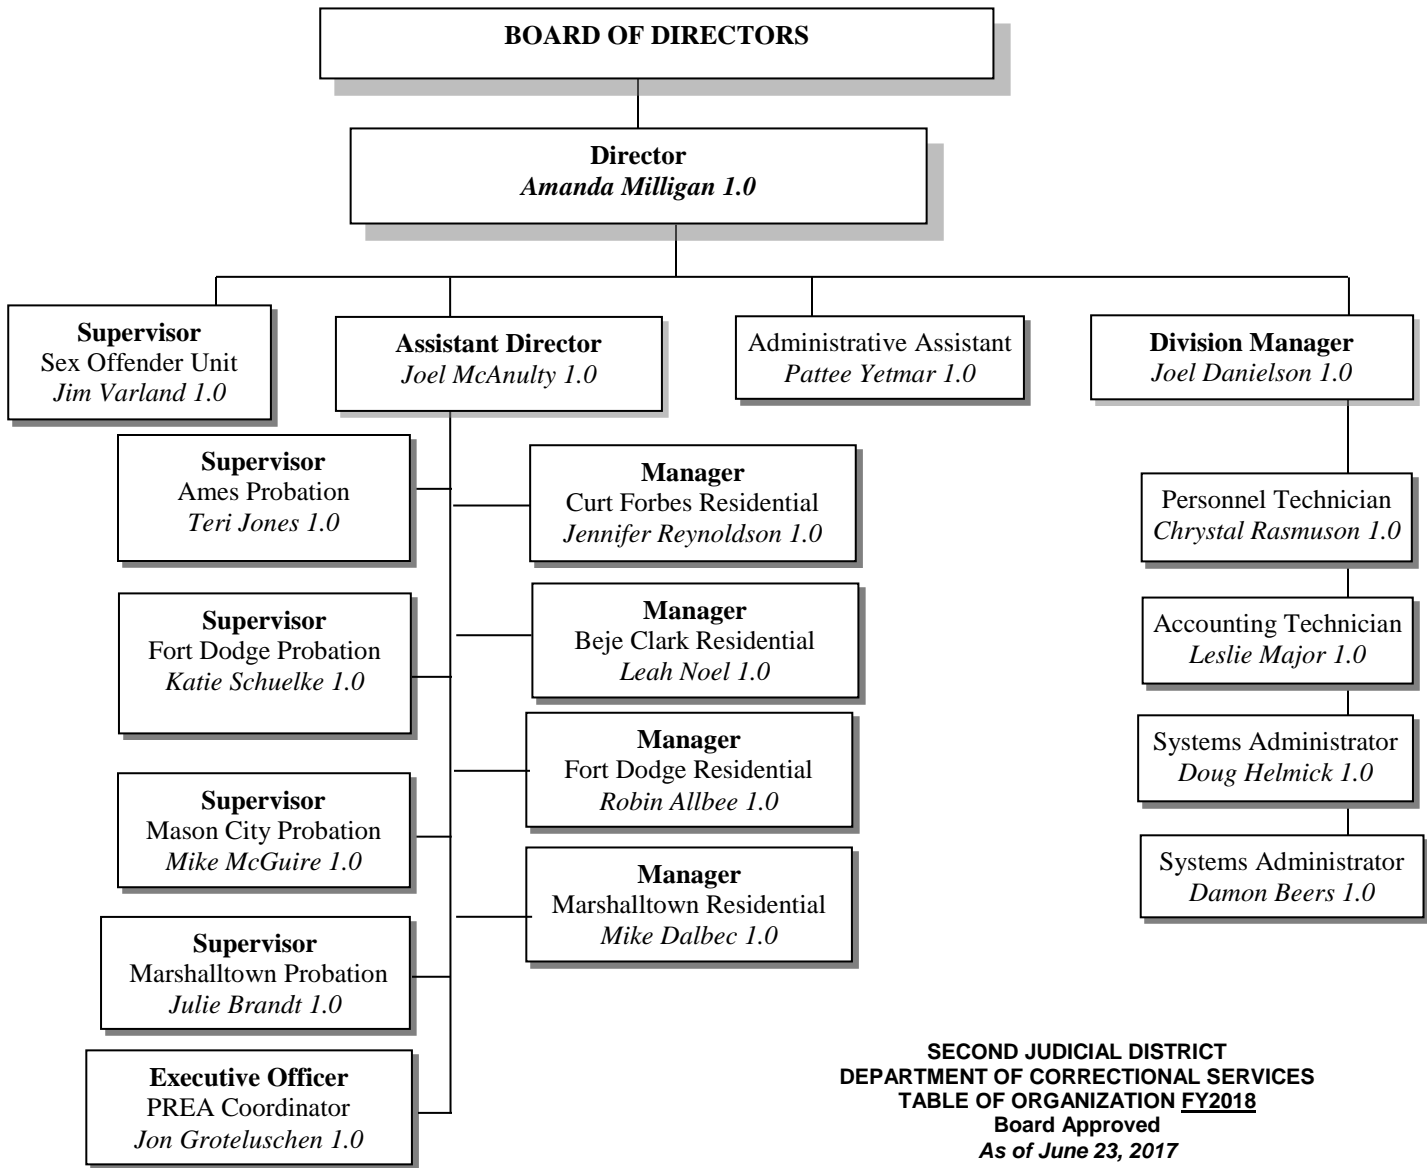 BOARD OF DIRECTORS
Director
Amanda Milligan 1.0
Supervisor
Sex Offender Unit
Jim Varland 1.0
Assistant Director
Joel McAnulty 1.0
Administrative Assistant
Pattee Yetmar 1.0
Division Manager
Joel Danielson 1.0
Supervisor
Ames Probation
Teri Jones 1.0
Supervisor
Fort Dodge Probation
Katie Schuelke 1.0
Supervisor
Mason City Probation
Mike McGuire 1.0
Supervisor
Marshalltown Probation
Julie Brandt 1.0
Executive Officer
PREA Coordinator
Jon Groteluschen 1.0
Manager
Curt Forbes Residential
Jennifer Reynoldson 1.0
Manager
Beje Clark Residential
Leah Noel 1.0
Manager
Fort Dodge Residential
Robin Allbee 1.0
Manager
Marshalltown Residential
Mike Dalbec 1.0
Personnel Technician
Chrystal Rasmuson 1.0
Accounting Technician
Leslie Major 1.0
Systems Administrator
Doug Helmick 1.0
Systems Administrator
Damon Beers 1.0
SECOND JUDICIAL DISTRICT
DEPARTMENT OF CORRECTIONAL SERVICES
TABLE OF ORGANIZATION FY2018
Board Approved
As of June 23, 2017